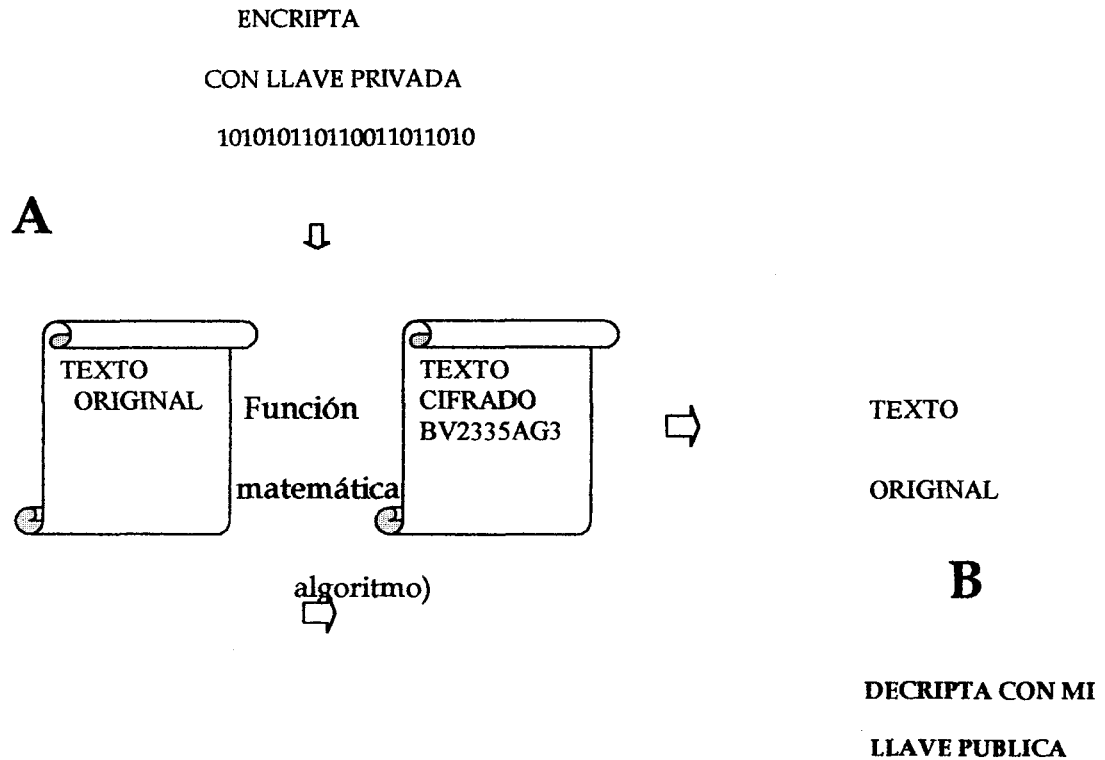 ENCRIPTA
CON LLAVE PRIVADA
101010110110011011010
A
TEXTO
ORIGINAL
Función
matemática
algoritmo)
TEXTO
CIFRADO
BV2335AG3
TEXTO
ORIGINAL
B
DECRIPTA CON MI
LLAVE PUBLICA